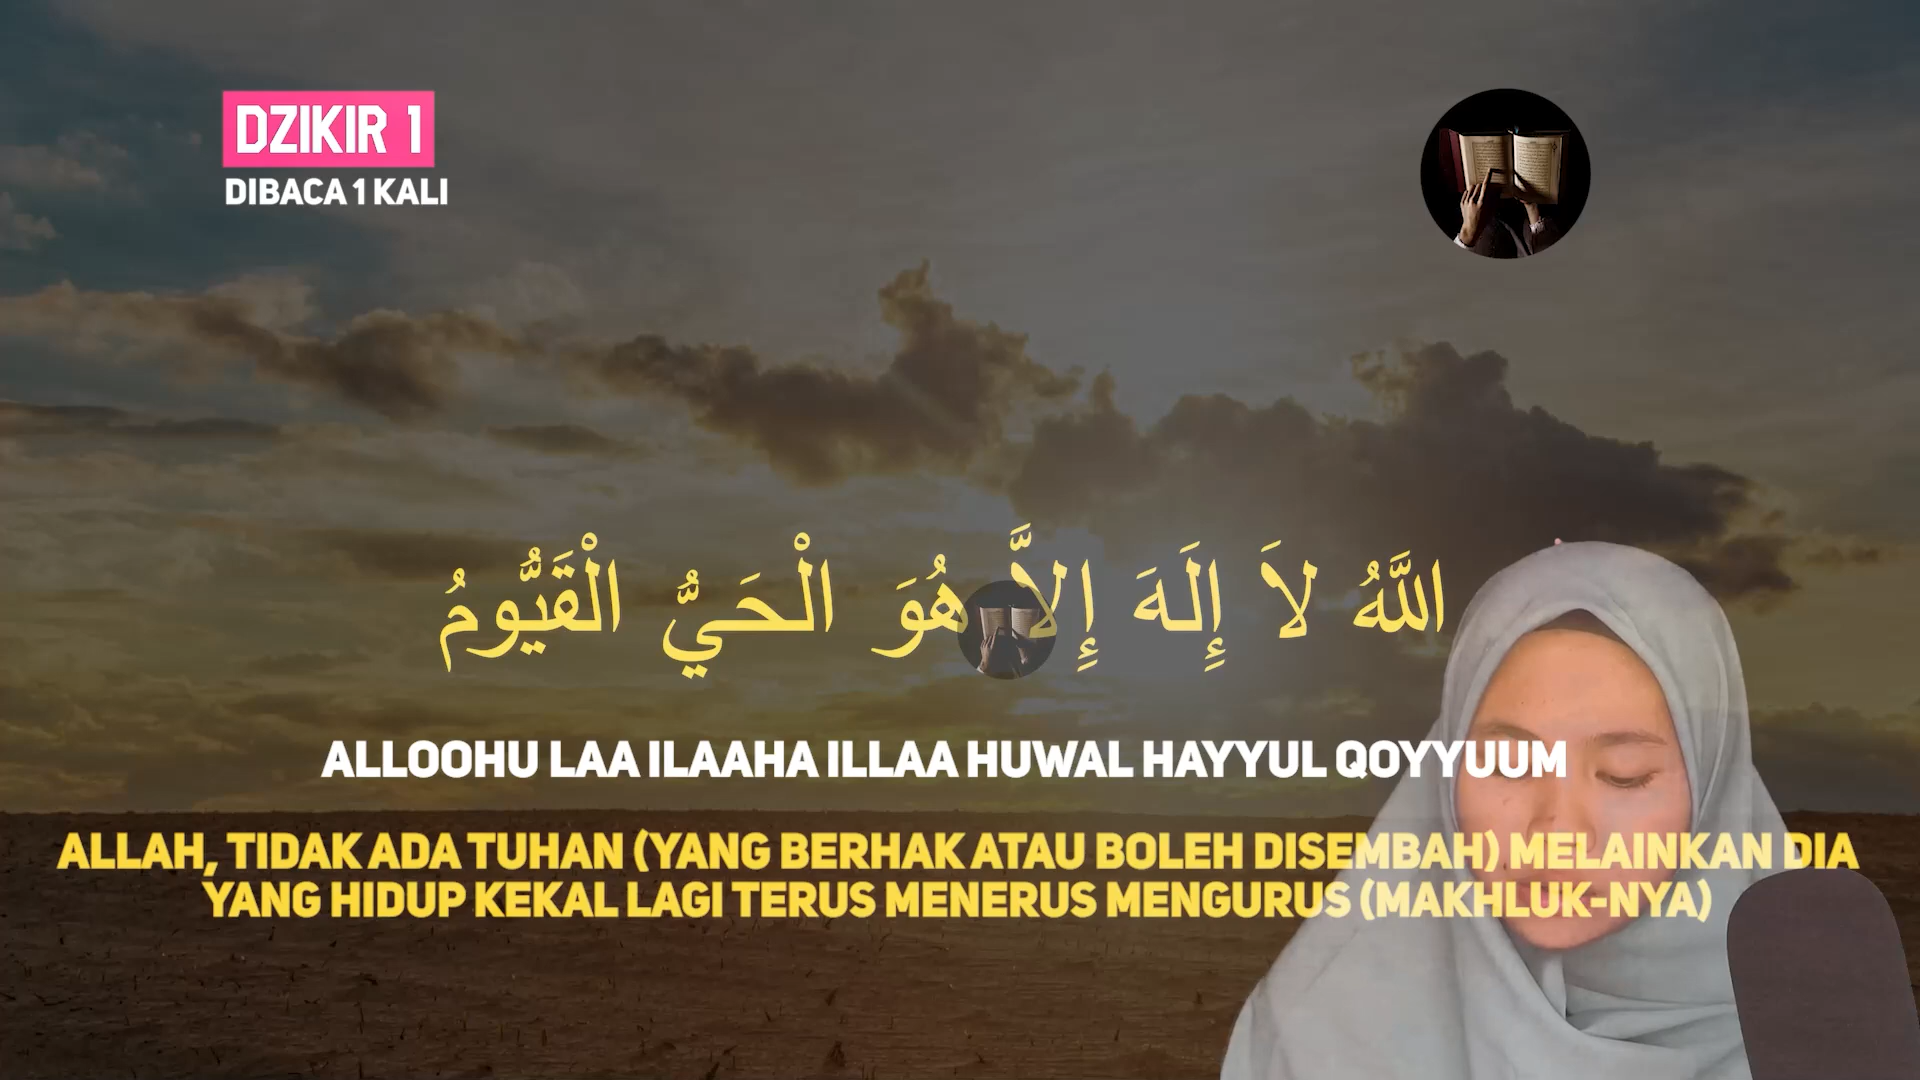 DZIKIR 1
DIBACA 1 KALI
اللَّهُ لاَ إِلَهَ إِلاَّ هُوَ الْحَيُّ الْقَيُّومُ
ALLOOHU LAA ILAAHA ILLAA HUWAL HAYYUL QOYYUUM
ALLAH, TIDAK ADA TUHAN (YANG BERHAK ATAU BOLEH DISEMBAH) MELAINKAN DIA
YANG HIDUP KEKAL LAGI TERUS MENERUS MENGURUS (MAKHLUK-NYA)